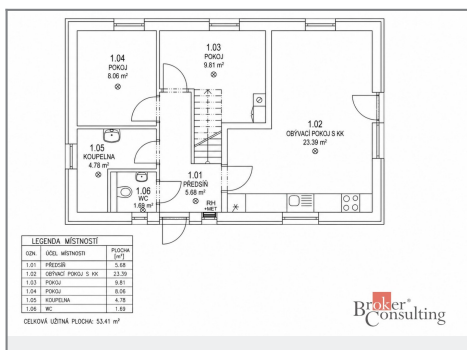 1.04
POKOJ
8.06 m²
1.03
POKOJ
9.81 m²
1.02
OBÝVACÍ POKOJ S KK
23.39 m²
1.05
KOUPELNA
4.78 m²
1.06
WC
1.69 m²
1.01
PŘEDSÍŇ
5.68 m²
RH
+MET
LEGENDA MÍSTNOSTÍ
OZN. ÚČEL MÍSTNOSTI PLOCHA [m²]
1.01 PŘEDSÍŇ 5.68
1.02 OBÝVACÍ POKOJ S KK 23.39
1.03 POKOJ 9.81
1.04 POKOJ 8.06
1.05 KOUPELNA 4.78
1.06 WC 1.69
CELKOVÁ UŽITNÁ PLOCHA: 53.41 m²
Broker
Consulting